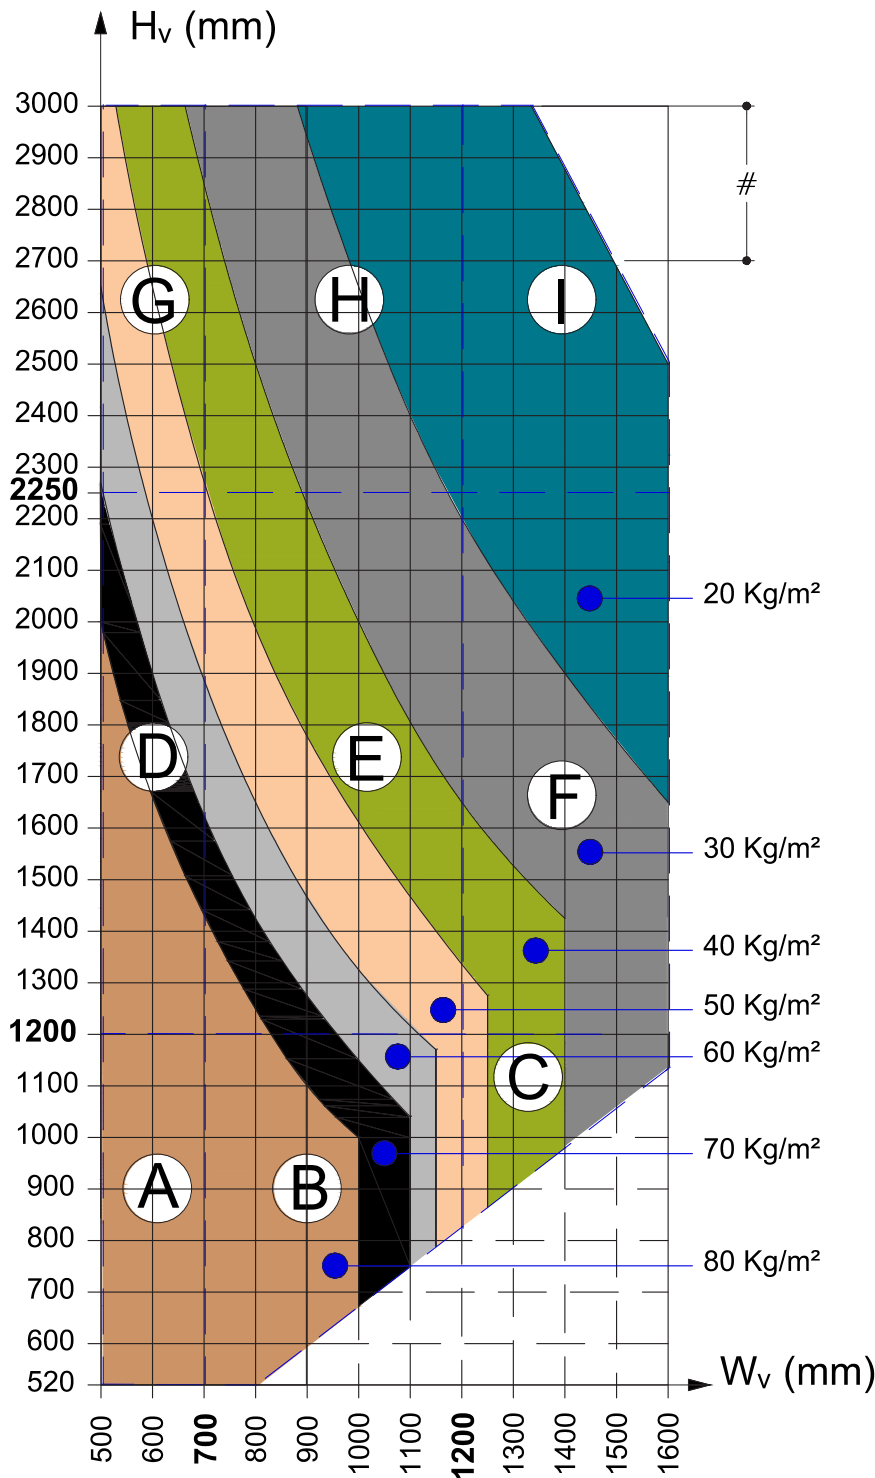 Hᵥ (mm)
3000
2900
2800
2700
#
2600
G H I
2500
2400
2300
2250
2200
2100
2000
20 Kg/m²
1900
1800
D E
1700
F
1600
30 Kg/m²
1500
1400
40 Kg/m²
1300
50 Kg/m²
1200
60 Kg/m²
C
1100
1000
70 Kg/m²
900
A B
800
80 Kg/m²
700
600
520
Wᵥ (mm)
500 600 700 800 900 1000 1100 1200 1300 1400 1500 1600